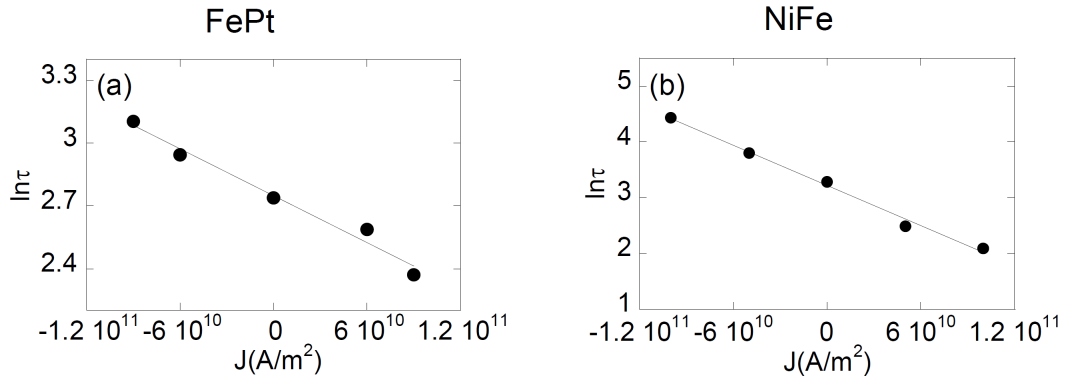 FePt
NiFe
(a)
lnτ
3.3
3
2.7
2.4
-1.2 10¹¹ -6 10¹⁰ 0 6 10¹⁰ 1.2 10¹¹
J(A/m²)
(b)
lnτ
5
4
3
2
1
-1.2 10¹¹ -6 10¹⁰ 0 6 10¹⁰ 1.2 10¹¹
J(A/m²)